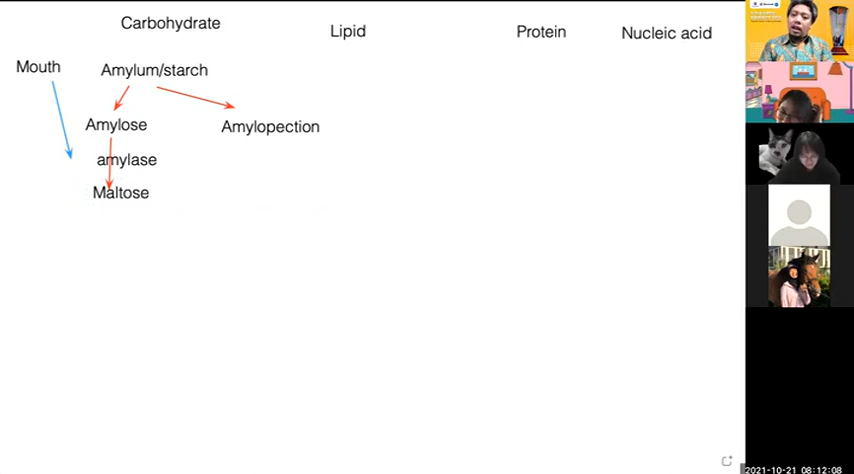 Carbohydrate
Lipid
Protein
Nucleic acid
Mouth
Amylum/starch
Amylose
Amylopection
amylase
Maltose
2021-10-21 08:12:08